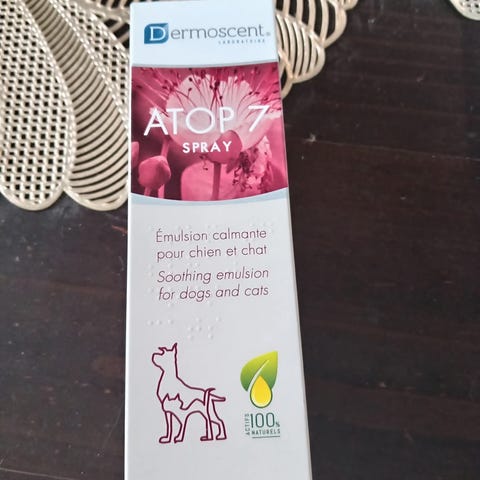 Dermoscent®
LABORATOIRE
ATOP 7
SPRAY
Émulsion calmante
pour chien et chat
Soothing emulsion
for dogs and cats
ACTIFS
100%
NATURELS